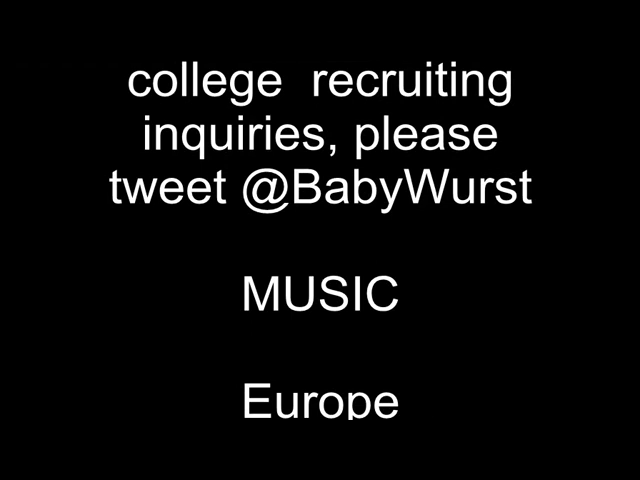 college  recruiting
inquiries, please
tweet @BabyWurst
MUSIC
Europe